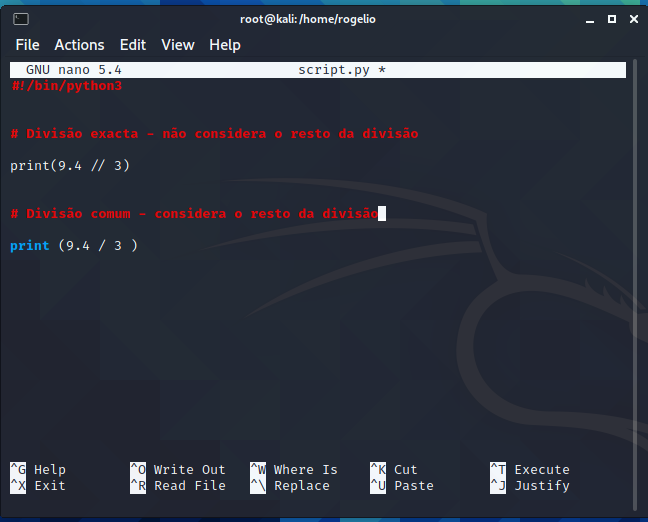 root@kali: /home/rogelio
File Actions Edit View Help
GNU nano 5.4 script.py *
#!/bin/python3
# Divisão exacta - não considera o resto da divisão
print(9.4 // 3)
# Divisão comum - considera o resto da divisão
print (9.4 / 3 )
^G Help ^O Write Out ^W Where Is ^K Cut ^T Execute
^X Exit ^R Read File ^\ Replace ^U Paste ^J Justify